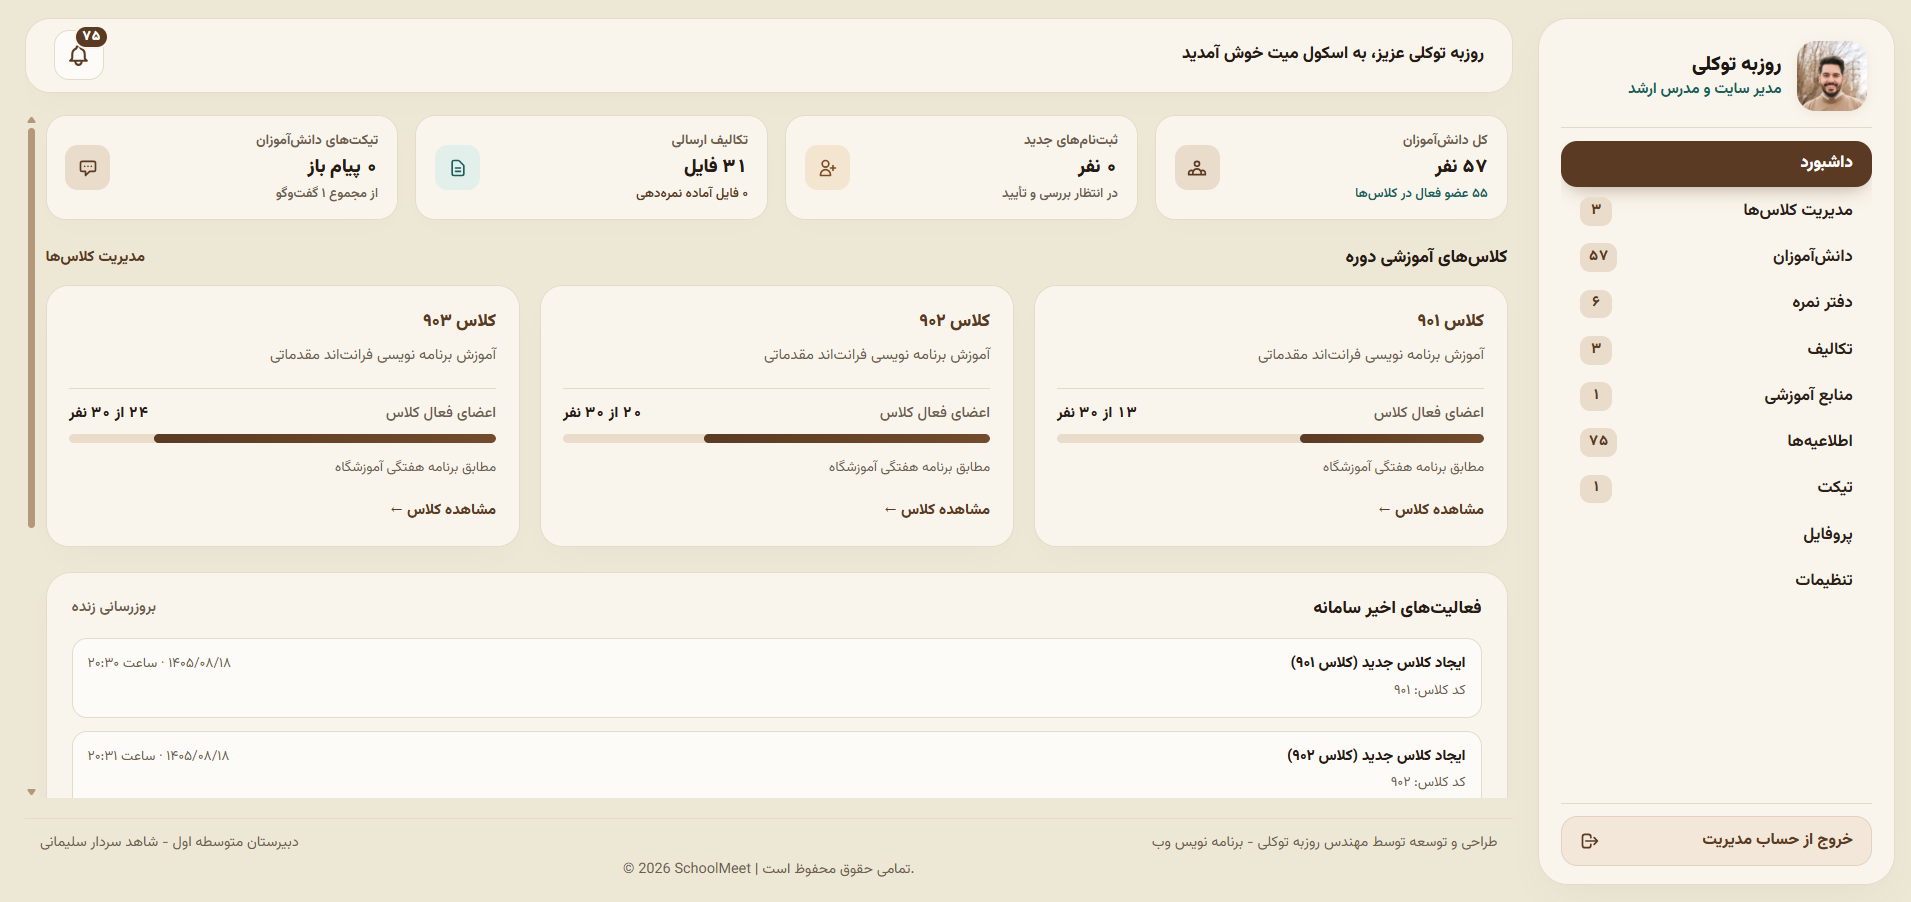 روزبه توکلی
مدیر سایت و مدرس ارشد
داشبورد
مدیریت کلاس‌ها ۳
دانش‌آموزان ۵۷
دفتر نمره ۶
تکالیف ۳
منابع آموزشی ۱
اطلاعیه‌ها ۷۵
تیکت ۱
پروفایل
تنظیمات
خروج از حساب مدیریت
روزبه توکلی عزیز، به اسکول میت خوش آمدید
۷۵
کل دانش‌آموزان
۵۷ نفر
۵۵ عضو فعال در کلاس‌ها
ثبت‌نام‌های جدید
۰ نفر
در انتظار بررسی و تأیید
تکالیف ارسالی
۳۱ فایل
۰ فایل آماده نمره‌دهی
تیکت‌های دانش‌آموزان
۰ پیام باز
از مجموع ۱ گفت‌وگو
کلاس‌های آموزشی دوره
مدیریت کلاس‌ها
کلاس ۹۰۱
آموزش برنامه نویسی فرانت‌اند مقدماتی
اعضای فعال کلاس ۱۳ از ۳۰ نفر
مطابق برنامه هفتگی آموزشگاه
مشاهده کلاس ←
کلاس ۹۰۲
آموزش برنامه نویسی فرانت‌اند مقدماتی
اعضای فعال کلاس ۲۰ از ۳۰ نفر
مطابق برنامه هفتگی آموزشگاه
مشاهده کلاس ←
کلاس ۹۰۳
آموزش برنامه نویسی فرانت‌اند مقدماتی
اعضای فعال کلاس ۲۴ از ۳۰ نفر
مطابق برنامه هفتگی آموزشگاه
مشاهده کلاس ←
فعالیت‌های اخیر سامانه
بروزرسانی زنده
ایجاد کلاس جدید (کلاس ۹۰۱)
۱۴۰۵/۰۸/۱۸ · ساعت ۲۰:۳۰
کد کلاس: ۹۰۱
ایجاد کلاس جدید (کلاس ۹۰۲)
۱۴۰۵/۰۸/۱۸ · ساعت ۲۰:۳۱
کد کلاس: ۹۰۲
طراحی و توسعه توسط مهندس روزبه توکلی - برنامه نویس وب
دبیرستان متوسطه اول - شاهد سردار سلیمانی
© 2026 SchoolMeet | تمامی حقوق محفوظ است.